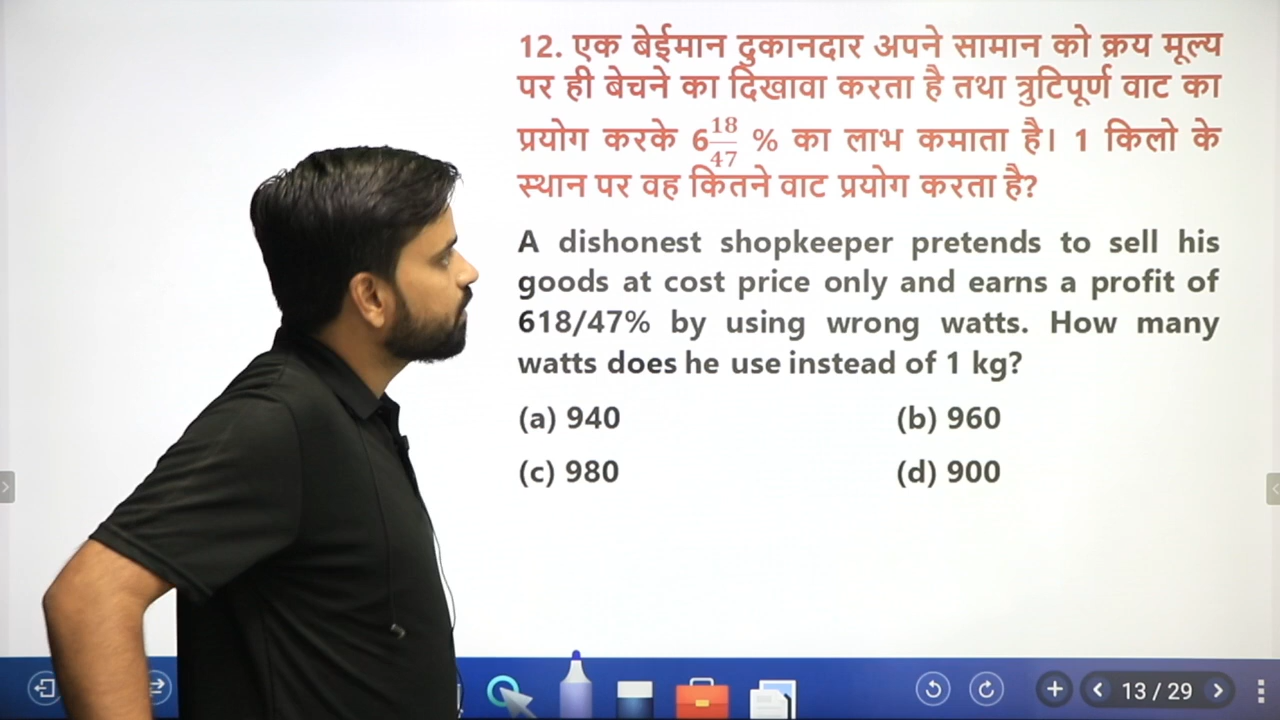 12. एक बेईमान दुकानदार अपने सामान को क्रय मूल्य
पर ही बेचने का दिखावा करता है तथा त्रुटिपूर्ण वाट का
प्रयोग करके 6 18/47 % का लाभ कमाता है। 1 किलो के
स्थान पर वह कितने वाट प्रयोग करता है?
A dishonest shopkeeper pretends to sell his
goods at cost price only and earns a profit of
618/47% by using wrong watts. How many
watts does he use instead of 1 kg?
(a) 940 (b) 960
(c) 980 (d) 900
13 / 29